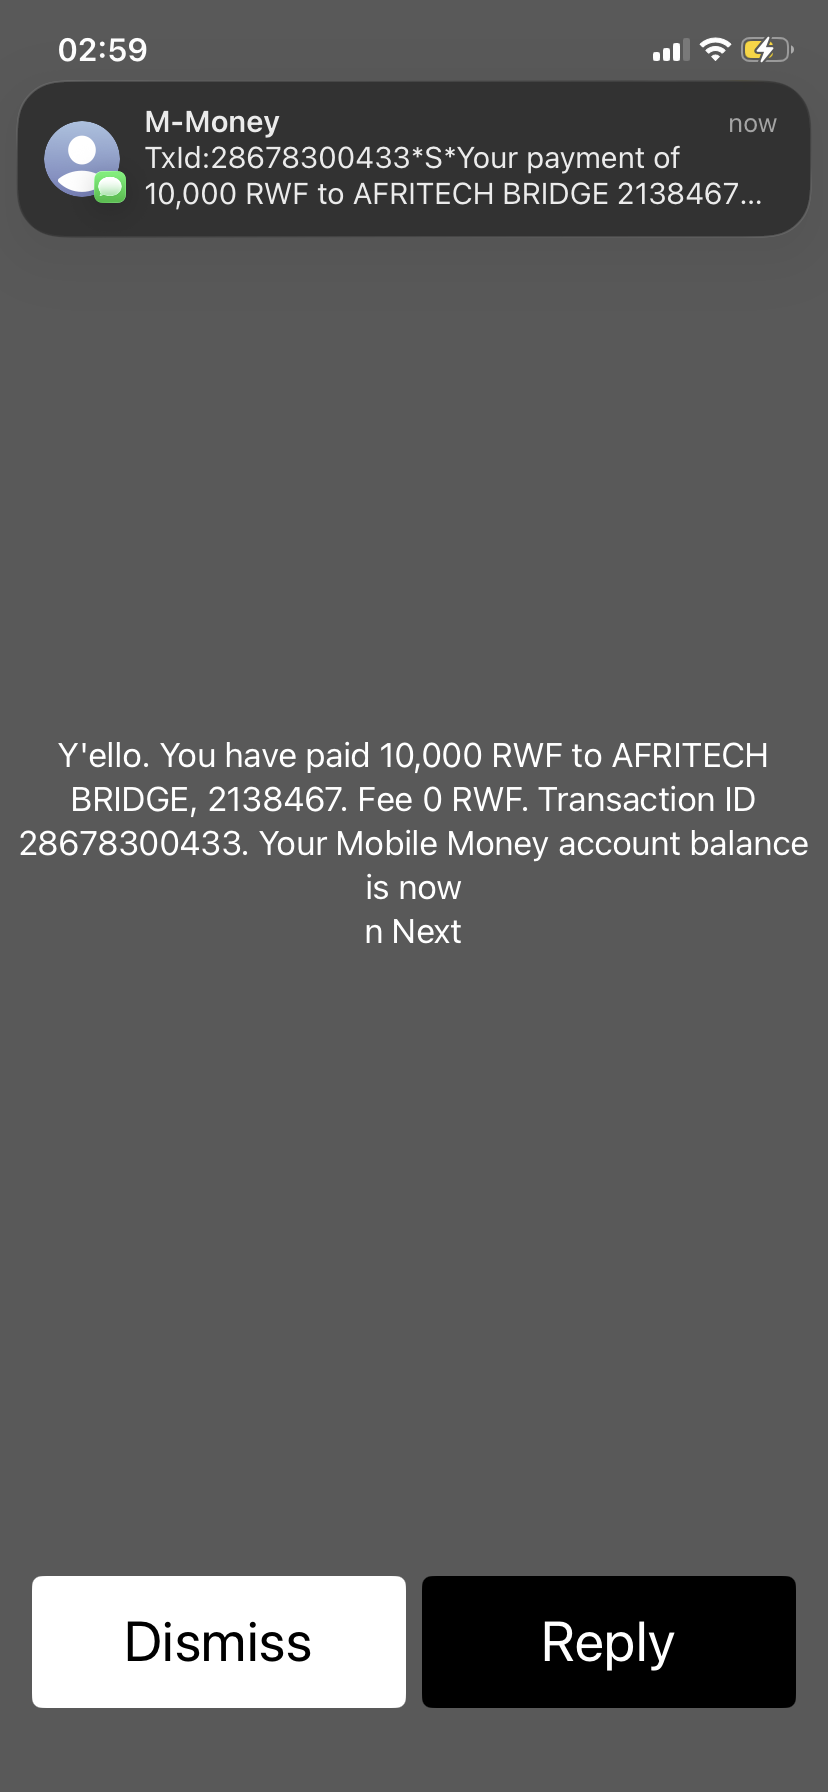 02:59
M-Money
now
TxId:28678300433*S*Your payment of
10,000 RWF to AFRITECH BRIDGE 2138467...
Y'ello. You have paid 10,000 RWF to AFRITECH
BRIDGE, 2138467. Fee 0 RWF. Transaction ID
28678300433. Your Mobile Money account balance
is now
n Next
Dismiss
Reply